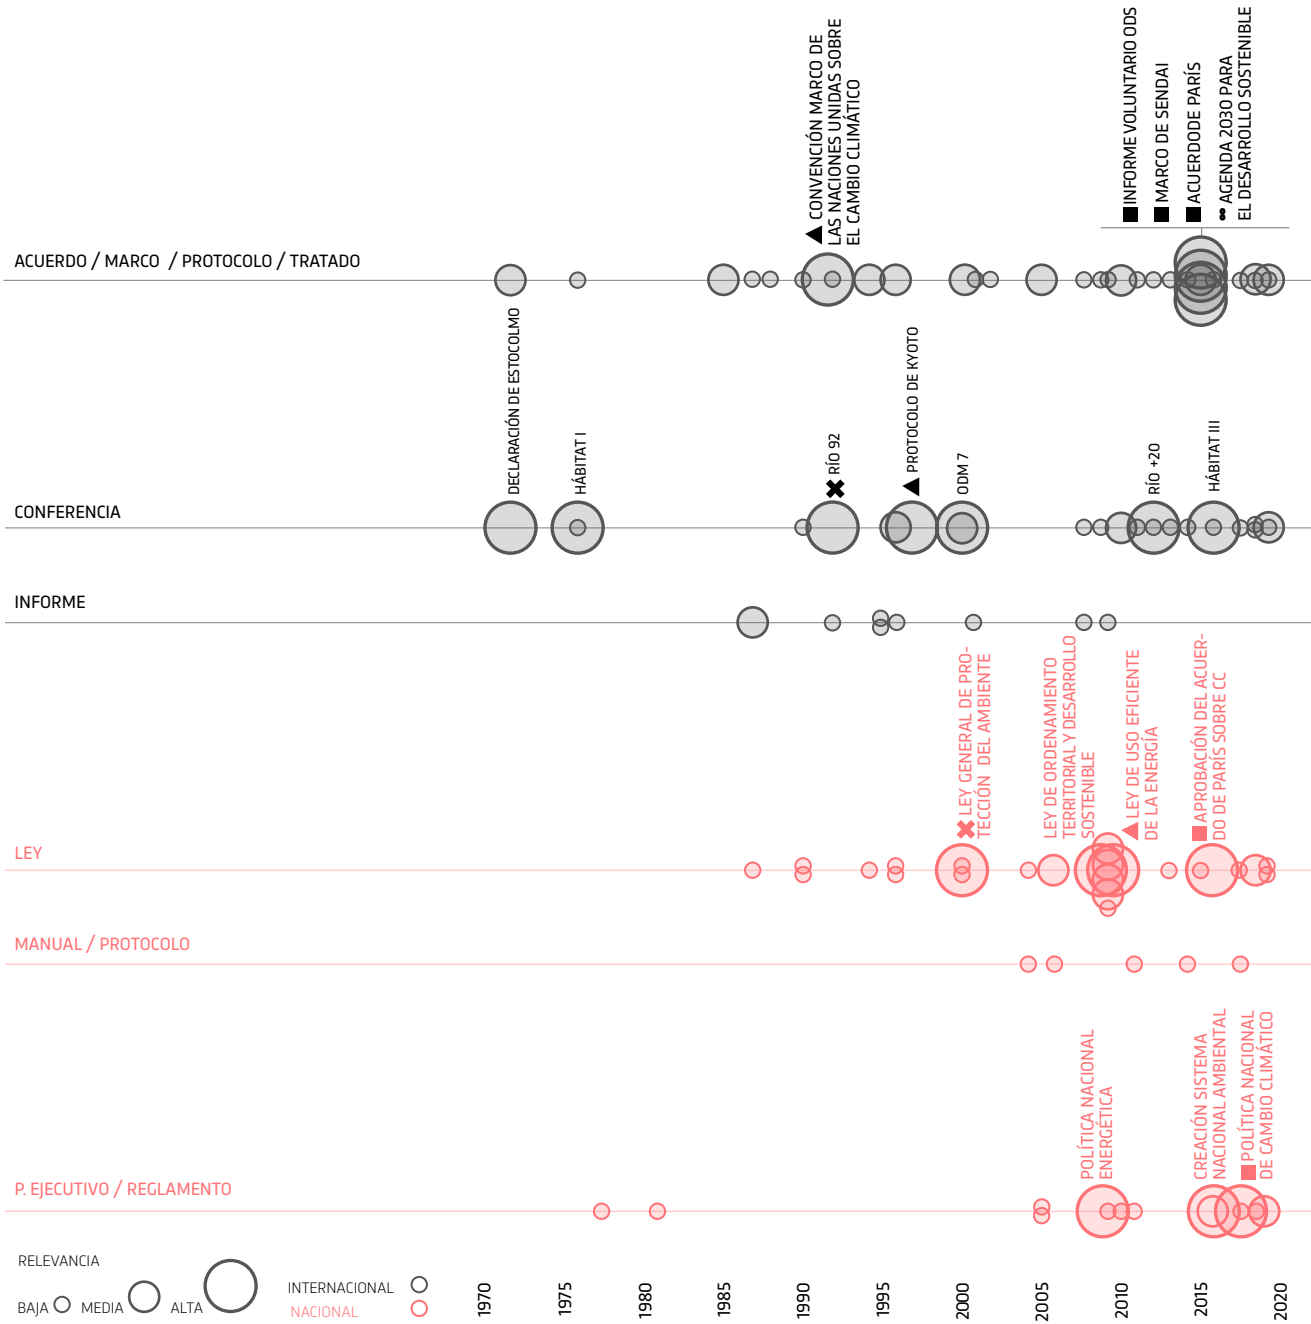 CONVENCIÓN MARCO DE
LAS NACIONES UNIDAS SOBRE
EL CAMBIO CLIMÁTICO
INFORME VOLUNTARIO ODS
MARCO DE SENDAI
ACUERDODE PARÍS
AGENDA 2030 PARA
EL DESARROLLO SOSTENIBLE
ACUERDO / MARCO / PROTOCOLO / TRATADO
DECLARACIÓN DE ESTOCOLMO
HÁBITAT I
RÍO 92
PROTOCOLO DE KYOTO
ODM 7
RÍO +20
HÁBITAT III
CONFERENCIA
INFORME
LEY GENERAL DE PRO-
TECCIÓN DEL AMBIENTE
LEY DE ORDENAMIENTO
TERRITORIAL Y DESARROLLO
SOSTENIBLE
LEY DE USO EFICIENTE
DE LA ENERGÍA
APROBACIÓN DEL ACUER-
DO DE PARÍS SOBRE CC
LEY
MANUAL / PROTOCOLO
POLÍTICA NACIONAL
ENERGÉTICA
CREACIÓN SISTEMA
NACIONAL AMBIENTAL
POLÍTICA NACIONAL
DE CAMBIO CLIMÁTICO
P. EJECUTIVO / REGLAMENTO
RELEVANCIA
BAJA
MEDIA
ALTA
INTERNACIONAL
NACIONAL
1970
1975
1980
1985
1990
1995
2000
2005
2010
2015
2020